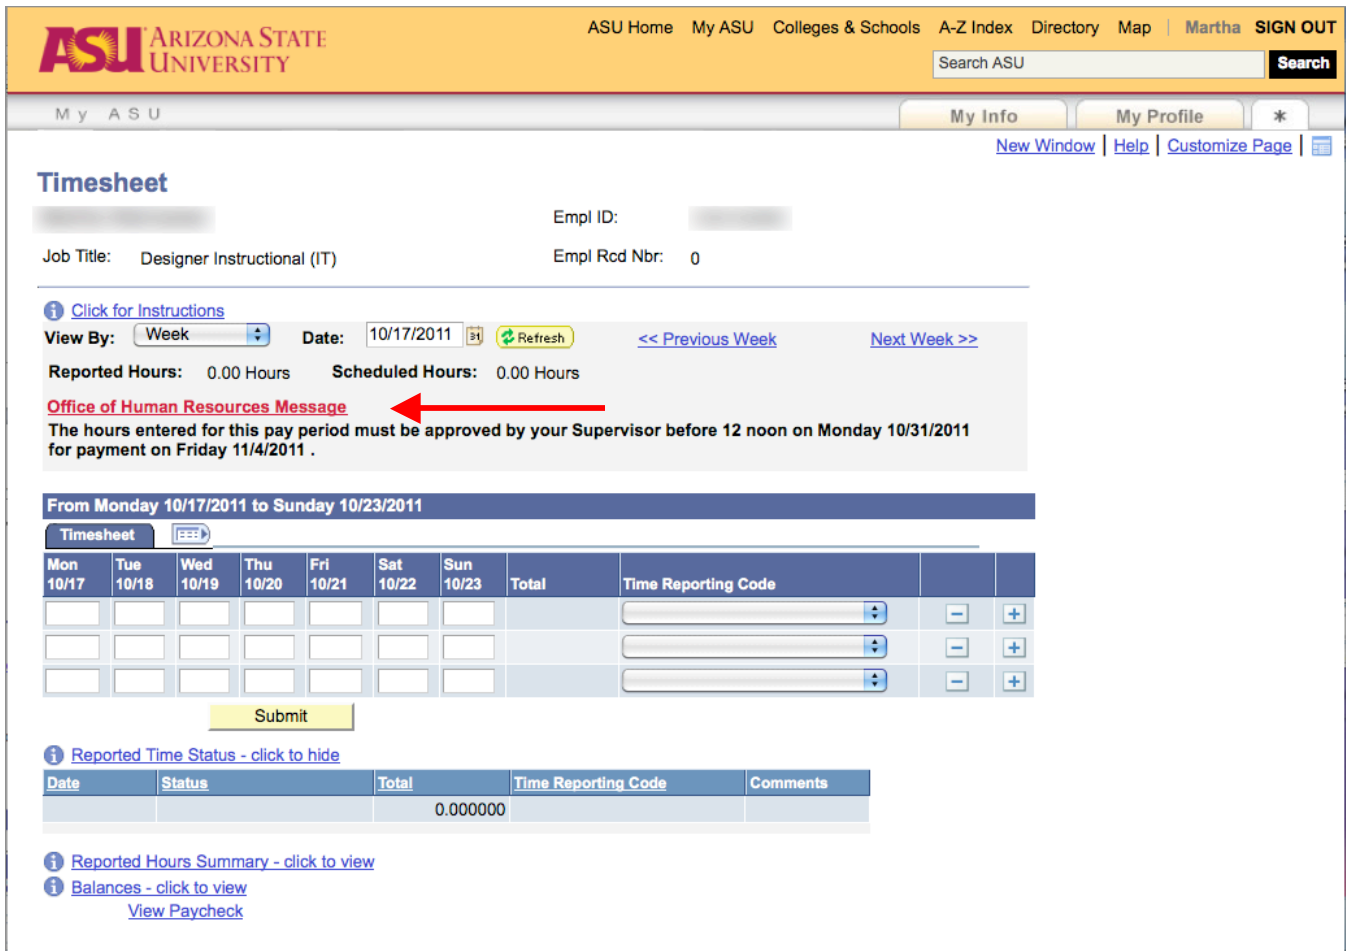 ASU Home My ASU Colleges & Schools A-Z Index Directory Map | Martha SIGN OUT
ASU ARIZONA STATE UNIVERSITY
Search ASU Search
My ASU My Info My Profile *
New Window | Help | Customize Page |
Timesheet
Empl ID:
Job Title: Designer Instructional (IT) Empl Rcd Nbr: 0
Click for Instructions
View By: Week Date: 10/17/2011 31 Refresh << Previous Week Next Week >>
Reported Hours: 0.00 Hours Scheduled Hours: 0.00 Hours
Office of Human Resources Message
The hours entered for this pay period must be approved by your Supervisor before 12 noon on Monday 10/31/2011
for payment on Friday 11/4/2011 .
From Monday 10/17/2011 to Sunday 10/23/2011
Timesheet
Mon Tue Wed Thu Fri Sat Sun
10/17 10/18 10/19 10/20 10/21 10/22 10/23 Total Time Reporting Code
Submit
Reported Time Status - click to hide
Date Status Total Time Reporting Code Comments
0.000000
Reported Hours Summary - click to view
Balances - click to view
View Paycheck